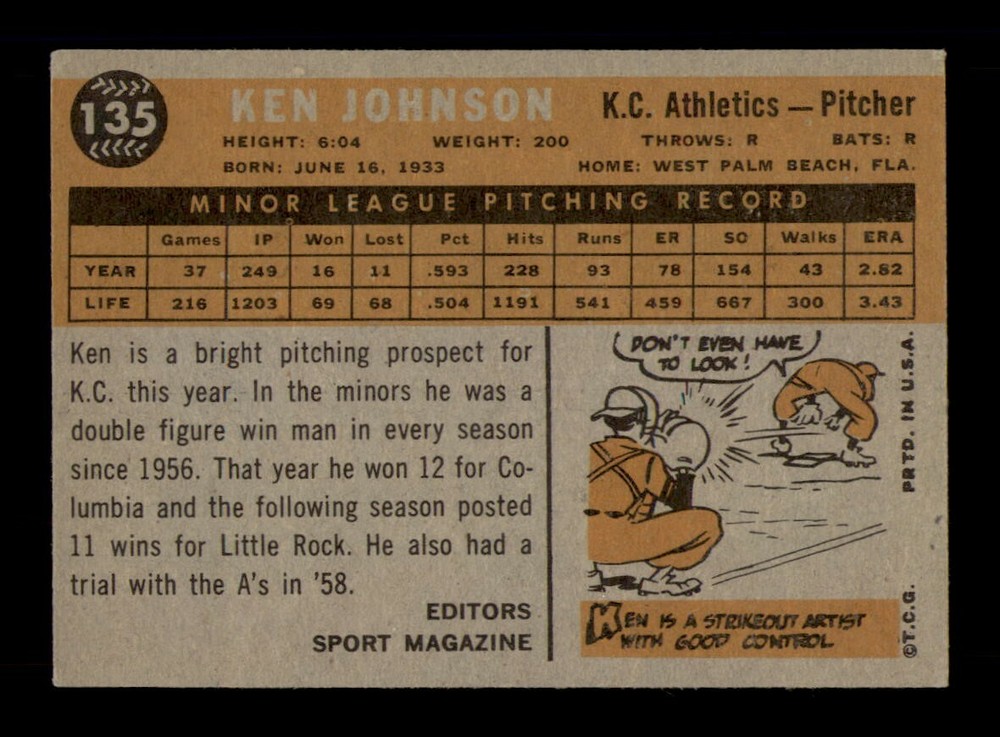 135
KEN JOHNSON
K.C. Athletics — Pitcher
HEIGHT: 6:04 WEIGHT: 200 THROWS: R BATS: R
BORN: JUNE 16, 1933 HOME: WEST PALM BEACH, FLA.
MINOR LEAGUE PITCHING RECORD
Games IP Won Lost Pct Hits Runs ER SO Walks ERA
YEAR 37 249 16 11 .593 228 93 78 154 43 2.82
LIFE 216 1203 69 68 .504 1191 541 459 667 300 3.43
Ken is a bright pitching prospect for
K.C. this year. In the minors he was a
double figure win man in every season
since 1956. That year he won 12 for Co-
lumbia and the following season posted
11 wins for Little Rock. He also had a
trial with the A's in '58.
EDITORS
SPORT MAGAZINE
DON'T EVEN HAVE
TO LOOK!
KEN IS A STRIKEOUT ARTIST
WITH GOOD CONTROL
PRTD. IN U.S.A.
©T.C.G.